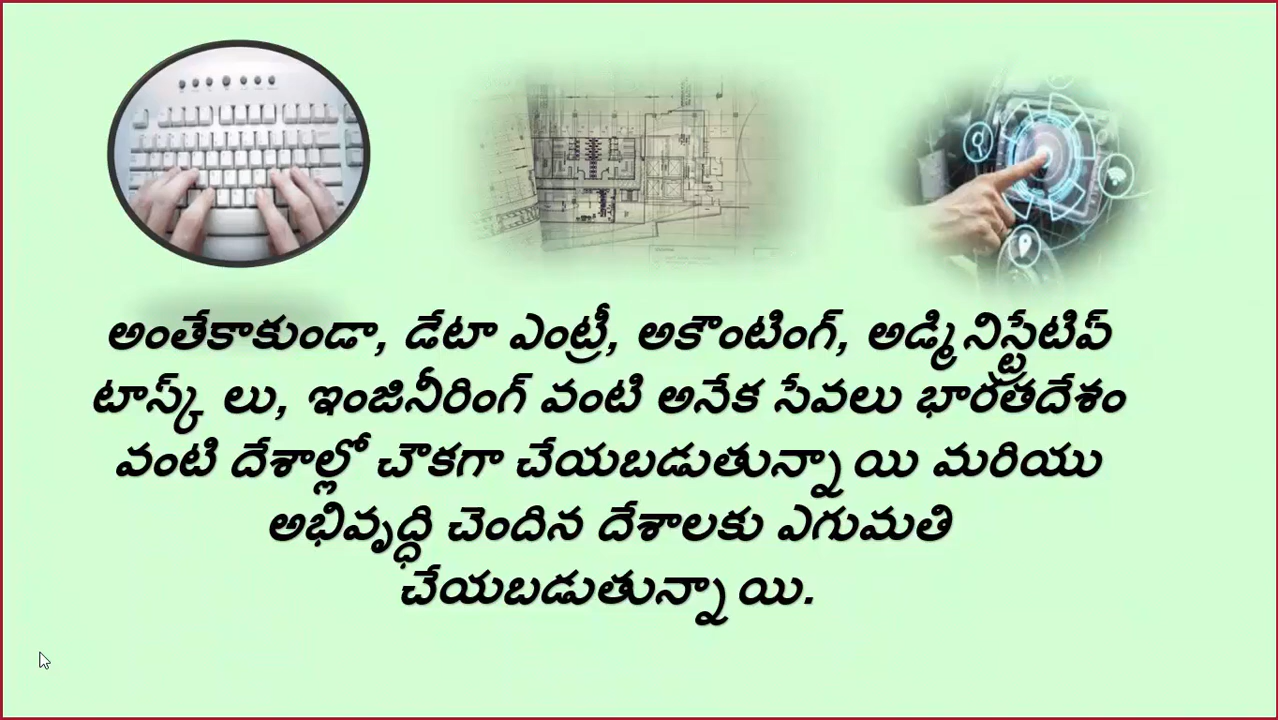 అంతేకాకుండా, డేటా ఎంట్రీ, అకౌంటింగ్, అడ్మినిస్ట్రేటివ్
టాస్క్ లు, ఇంజినీరింగ్ వంటి అనేక సేవలు భారతదేశం
వంటి దేశాల్లో చౌకగా చేయబడుతున్నాయి మరియు
అభివృద్ధి చెందిన దేశాలకు ఎగుమతి
చేయబడుతున్నాయి.